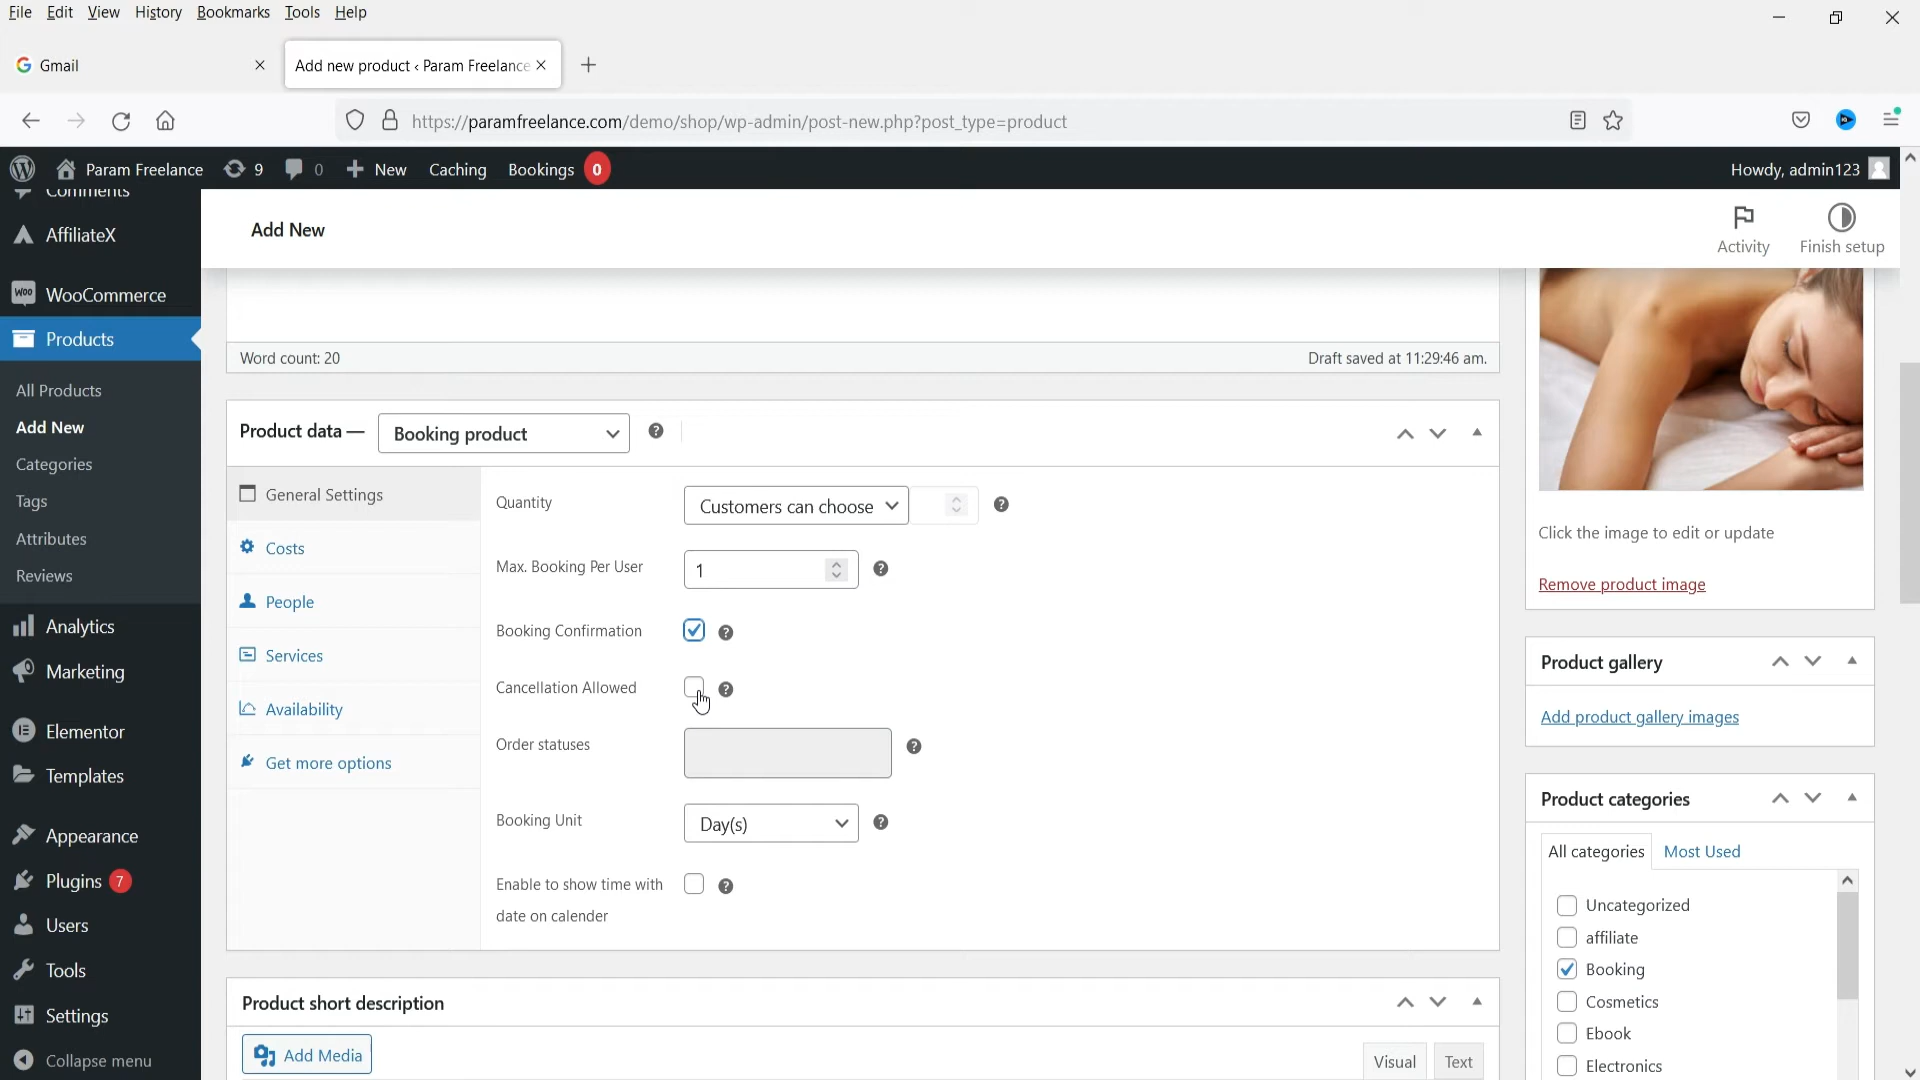 File Edit View History Bookmarks Tools Help
Gmail
Add new product ‹ Param Freelance
https://paramfreelance.com/demo/shop/wp-admin/post-new.php?post_type=product
Param Freelance 9 0 New Caching Bookings 0 Howdy, admin123
Comments
AffiliateX
WooCommerce
Products
All Products
Add New
Categories
Tags
Attributes
Reviews
Analytics
Marketing
Elementor
Templates
Appearance
Plugins 7
Users
Tools
Settings
Collapse menu
Add New
Activity
Finish setup
Word count: 20
Draft saved at 11:29:46 am.
Product data — Booking product
General Settings
Costs
People
Services
Availability
Get more options
Quantity Customers can choose
Max. Booking Per User 1
Booking Confirmation
Cancellation Allowed
Order statuses
Booking Unit Day(s)
Enable to show time with
date on calender
Product short description
Add Media
Visual Text
Click the image to edit or update
Remove product image
Product gallery
Add product gallery images
Product categories
All categories Most Used
Uncategorized
affiliate
Booking
Cosmetics
Ebook
Electronics